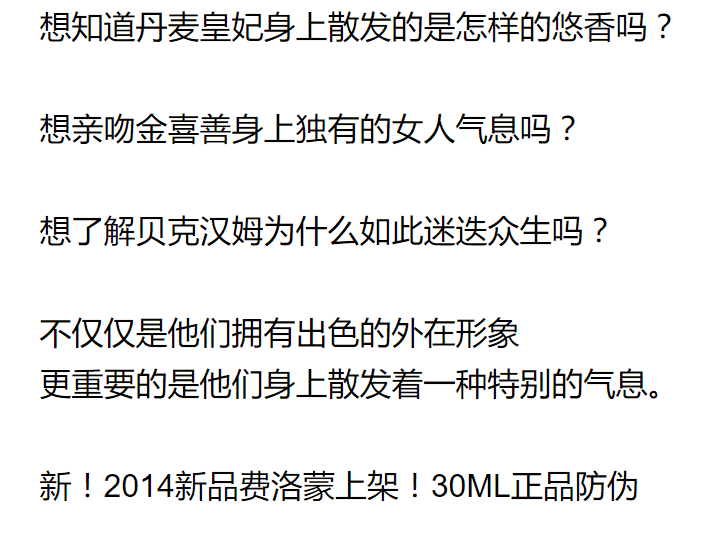 想知道丹麦皇妃身上散发的是怎样的悠香吗？
想亲吻金喜善身上独有的女人气息吗？
想了解贝克汉姆为什么如此迷迭众生吗？
不仅仅是他们拥有出色的外在形象
更重要的是他们身上散发着一种特别的气息。
新！2014新品费洛蒙上架！30ML正品防伪